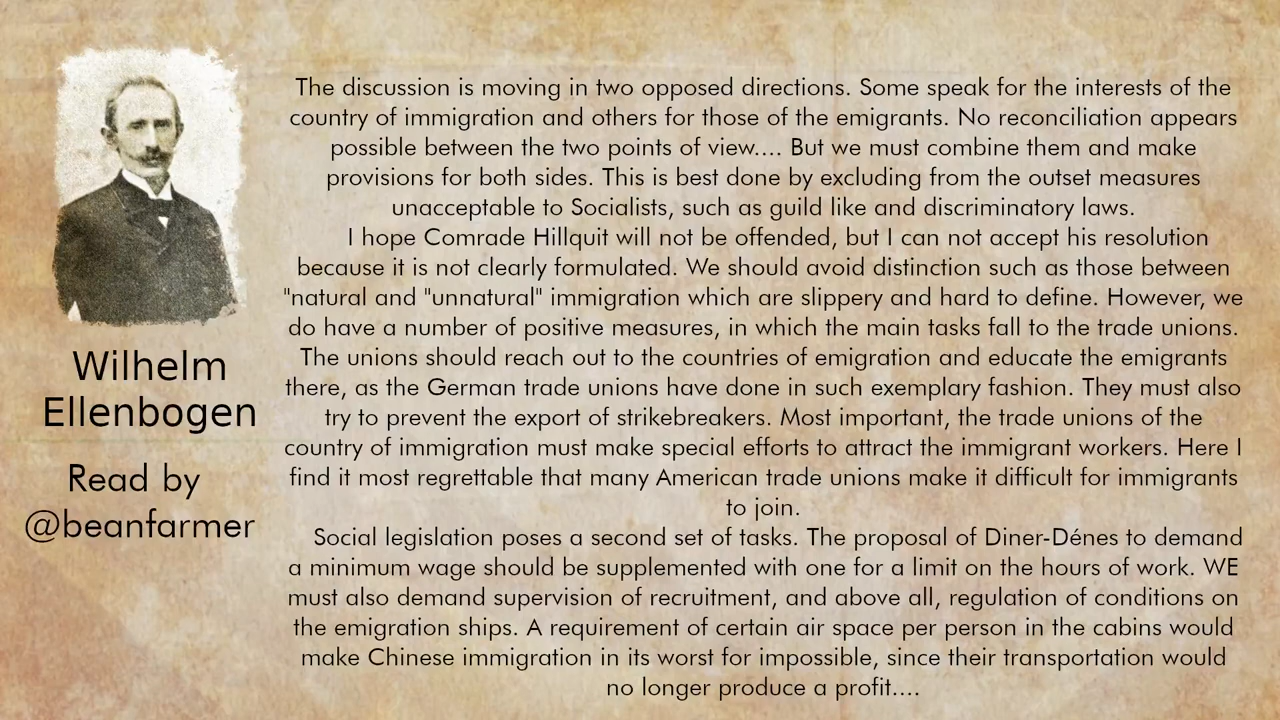 Wilhelm
Ellenbogen
Read by
@beanfarmer
The discussion is moving in two opposed directions. Some speak for the interests of the
country of immigration and others for those of the emigrants. No reconciliation appears
possible between the two points of view.... But we must combine them and make
provisions for both sides. This is best done by excluding from the outset measures
unacceptable to Socialists, such as guild like and discriminatory laws.
I hope Comrade Hillquit will not be offended, but I can not accept his resolution
because it is not clearly formulated. We should avoid distinction such as those between
"natural and "unnatural" immigration which are slippery and hard to define. However, we
do have a number of positive measures, in which the main tasks fall to the trade unions.
The unions should reach out to the countries of emigration and educate the emigrants
there, as the German trade unions have done in such exemplary fashion. They must also
try to prevent the export of strikebreakers. Most important, the trade unions of the
country of immigration must make special efforts to attract the immigrant workers. Here I
find it most regrettable that many American trade unions make it difficult for immigrants
to join.
Social legislation poses a second set of tasks. The proposal of Diner-Dénes to demand
a minimum wage should be supplemented with one for a limit on the hours of work. WE
must also demand supervision of recruitment, and above all, regulation of conditions on
the emigration ships. A requirement of certain air space per person in the cabins would
make Chinese immigration in its worst for impossible, since their transportation would
no longer produce a profit....